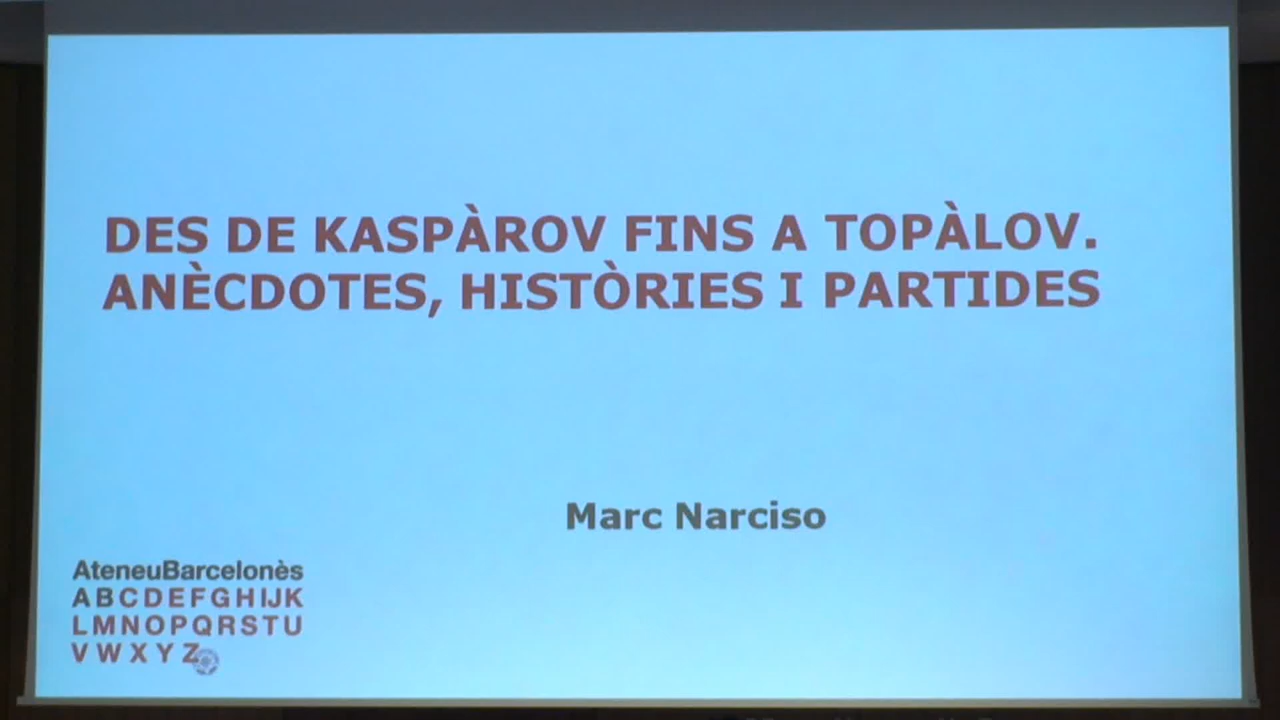 DES DE KASPÀROV FINS A TOPÀLOV.
ANÈCDOTES, HISTÒRIES I PARTIDES
Marc Narciso
AteneuBarcelonès
ABCDEFGHIJK
LMNOPQRSTU
VWXYZ